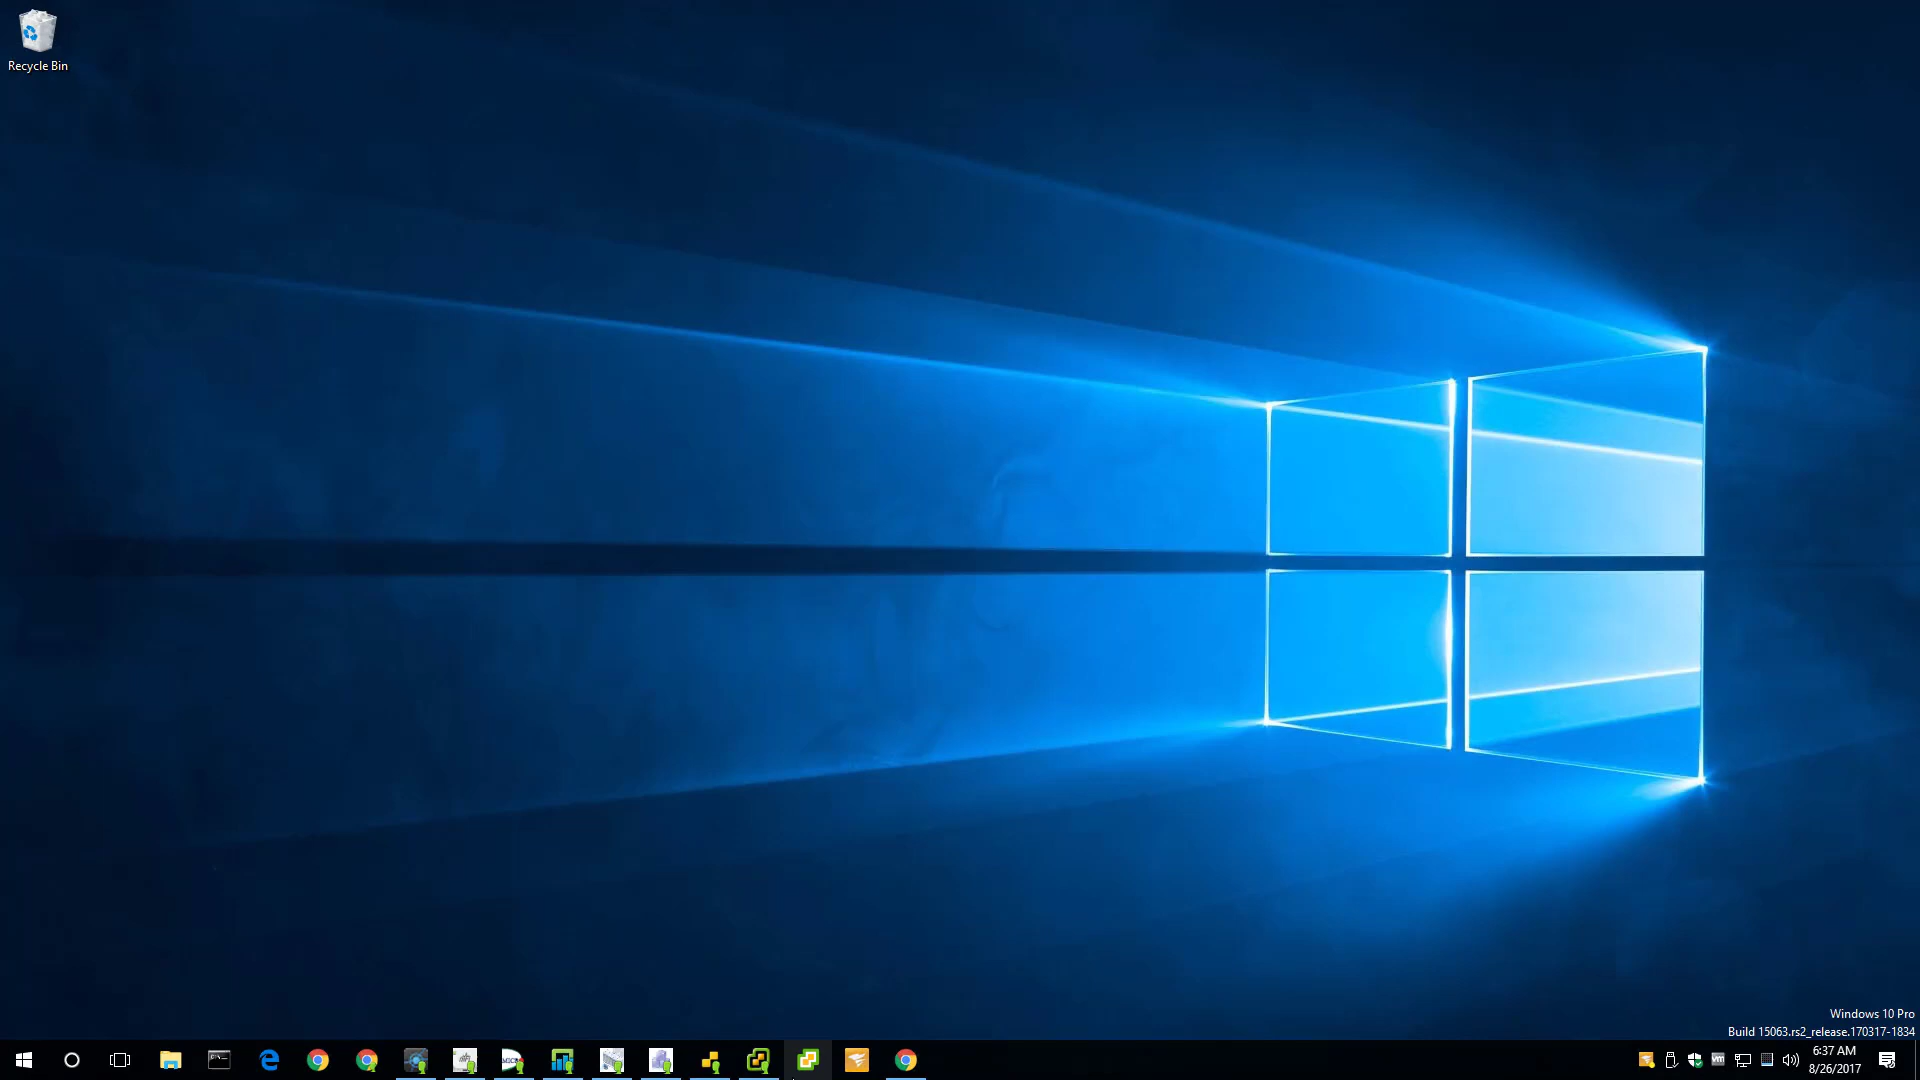 Recycle Bin
Windows 10 Pro
Build 15063.rs2_release.170317-1834
6:37 AM
8/26/2017